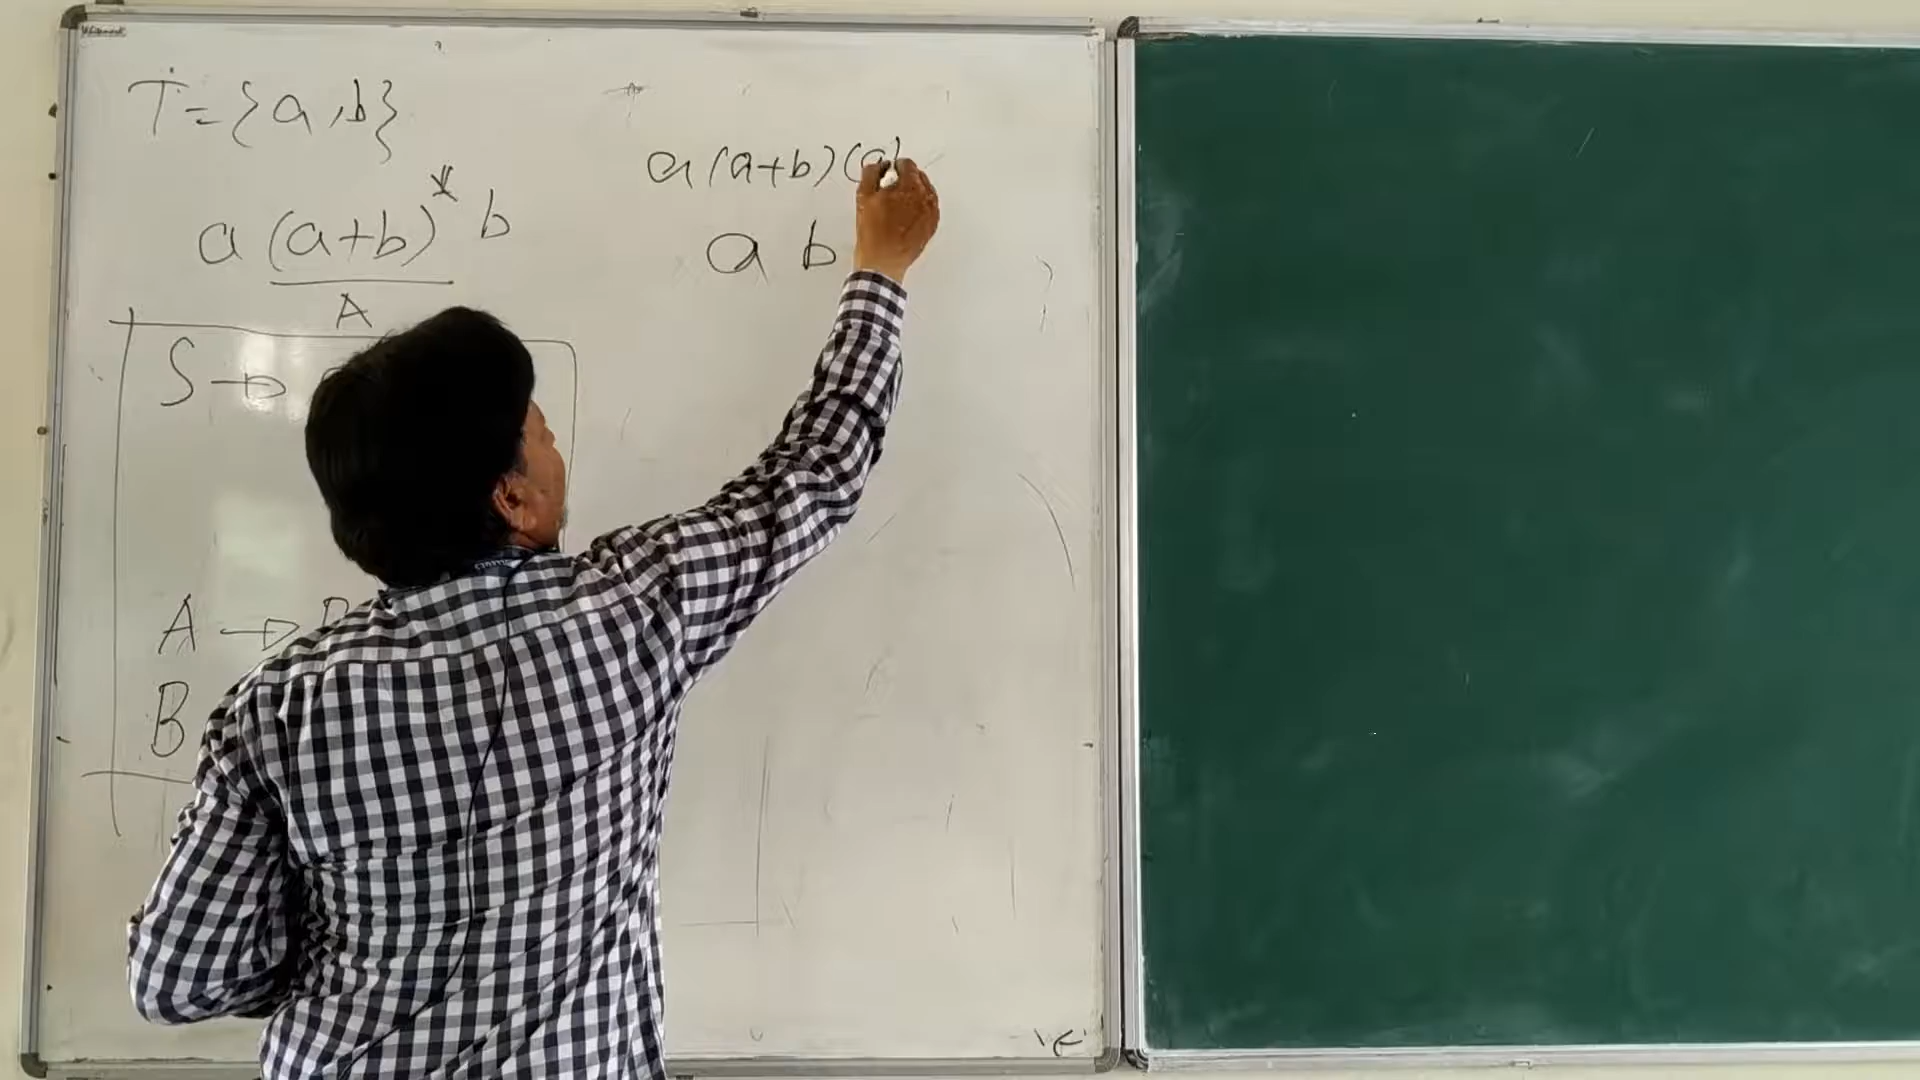 T = {a, b}
a (a+b)* b
A
S →
A →
B
a (a+b) (a
a b